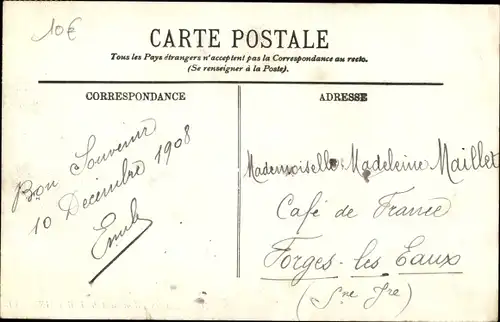 10€
CARTE POSTALE
Tous les Pays étrangers n'acceptent pas la Correspondance au recto.
(Se renseigner à la Poste).
CORRESPONDANCE
Bon Souvenir
10 Decembre 1908
Emile
ADRESSE
Mademoiselle Madeleine Maillet
Café de France
Forges-les Eaux
(Sne Jre)